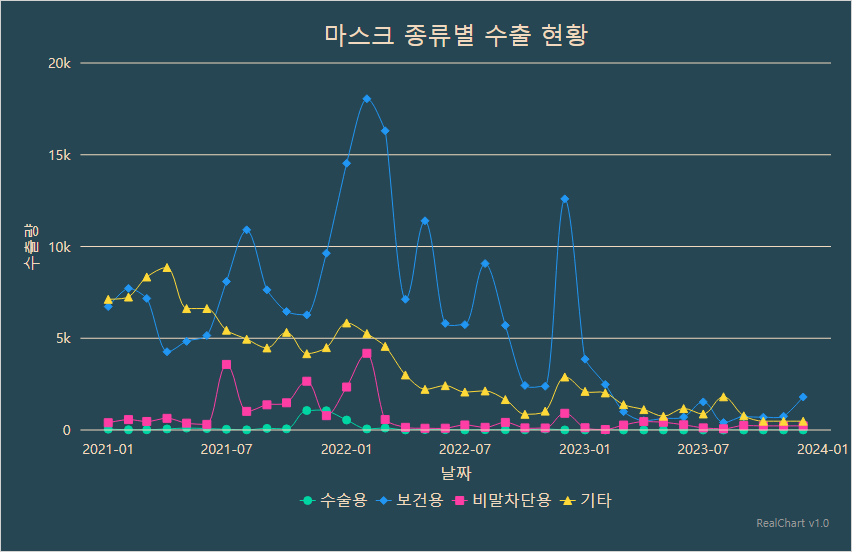 마스크 종류별 수출 현황
20k
15k
10k
5k
0
수출량
2021-01 2021-07 2022-01 2022-07 2023-01 2023-07 2024-01
날짜
수술용 보건용 비말차단용 기타
RealChart v1.0